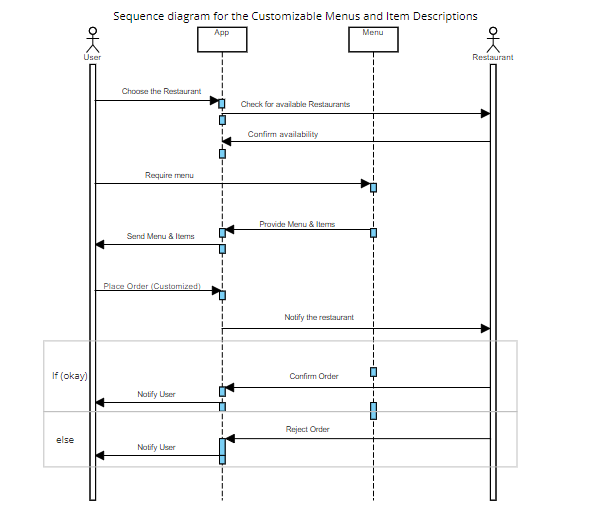 Sequence diagram for the Customizable Menus and Item Descriptions
App
Menu
User
Restaurant
Choose the Restaurant
Check for available Restaurants
Confirm availability
Require menu
Provide Menu & Items
Send Menu & Items
Place Order (Customized)
Notify the restaurant
If (okay)
Confirm Order
Notify User
Reject Order
else
Notify User